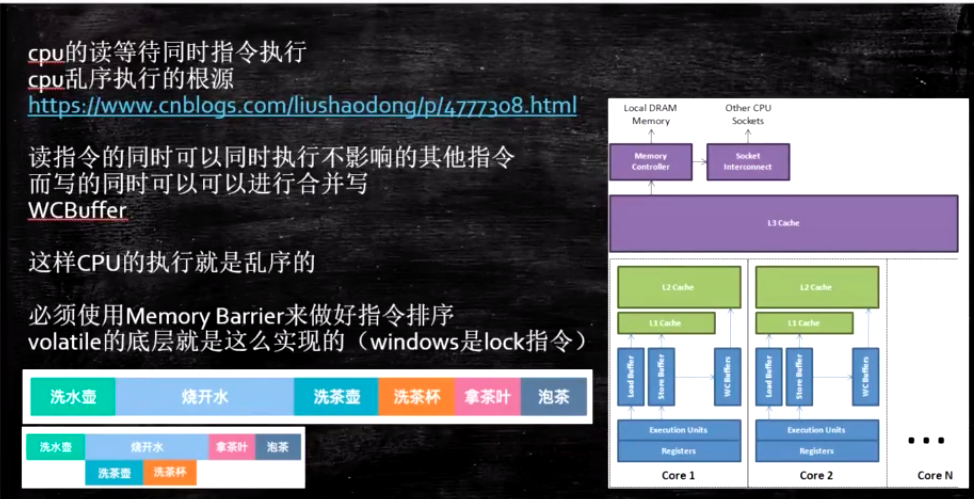 cpu的读等待同时指令执行
cpu乱序执行的根源
https://www.cnblogs.com/liushaodong/p/4777308.html
读指令的同时可以同时执行不影响的其他指令
而写的同时可以可以进行合并写
WCBuffer
这样CPU的执行就是乱序的
必须使用Memory Barrier来做好指令排序
volatile的底层就是这么实现的（windows是lock指令）
洗水壶 烧开水 洗茶壶 洗茶杯 拿茶叶 泡茶
洗水壶 烧开水 拿茶叶 泡茶
洗茶壶 洗茶杯
Local DRAM Memory
Other CPU Sockets
Memory Controller
Socket Interconnect
L3 Cache
L2 Cache
L1 Cache
Load Buffer
Store Buffer
WC Buffers
Execution Units
Registers
Core 1
L2 Cache
L1 Cache
Load Buffer
Store Buffer
WC Buffers
Execution Units
Registers
Core 2
...
Core N